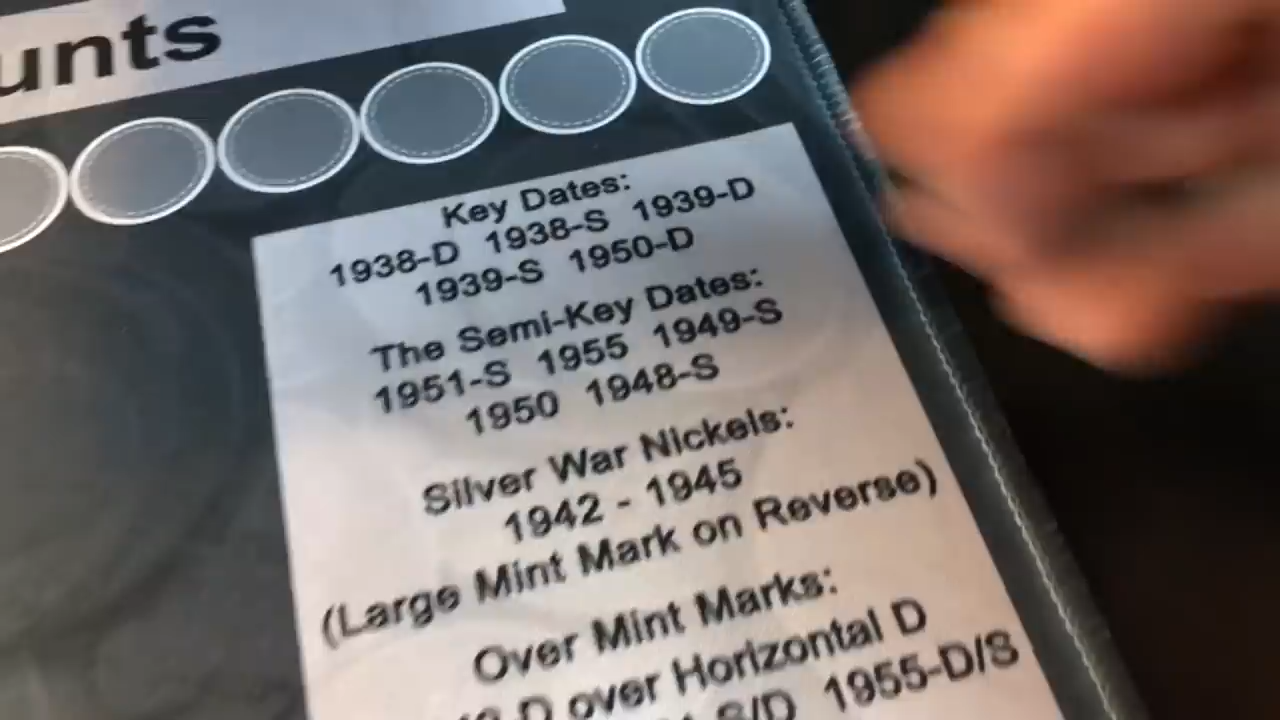 Key Dates:
1938-D 1938-S 1939-D
1939-S 1950-D
The Semi-Key Dates:
1951-S 1955 1949-S
1950 1948-S
Silver War Nickels:
1942 - 1945
(Large Mint Mark on Reverse)
Over Mint Marks:
D over Horizontal D
S/D 1955-D/S